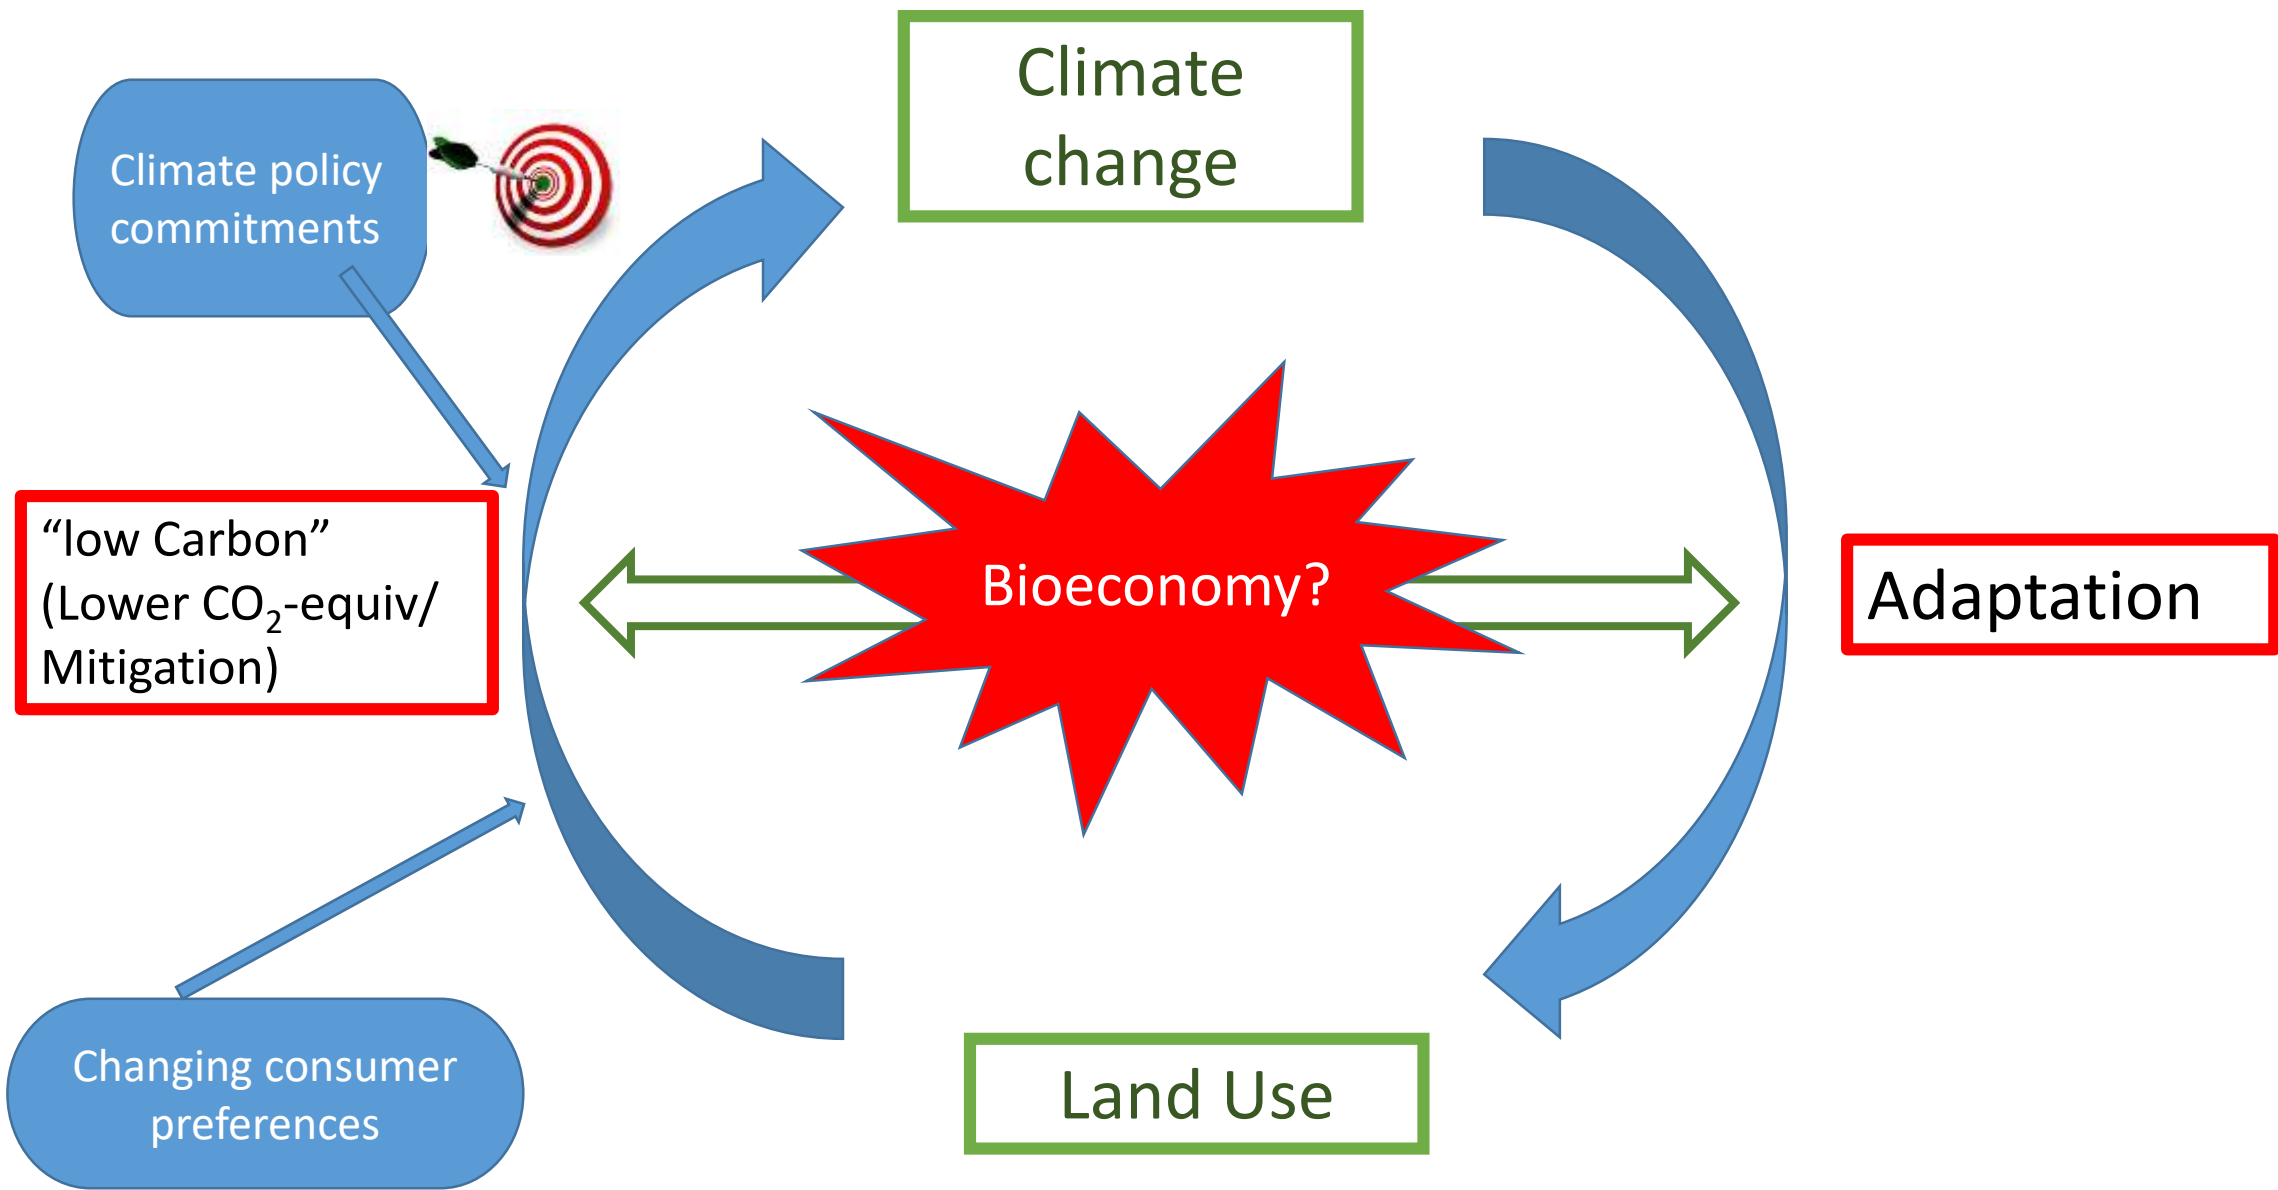 Climate
change
Climate policy
commitments
“low Carbon”
(Lower CO₂-equiv/
Mitigation)
Bioeconomy?
Adaptation
Changing consumer
preferences
Land Use